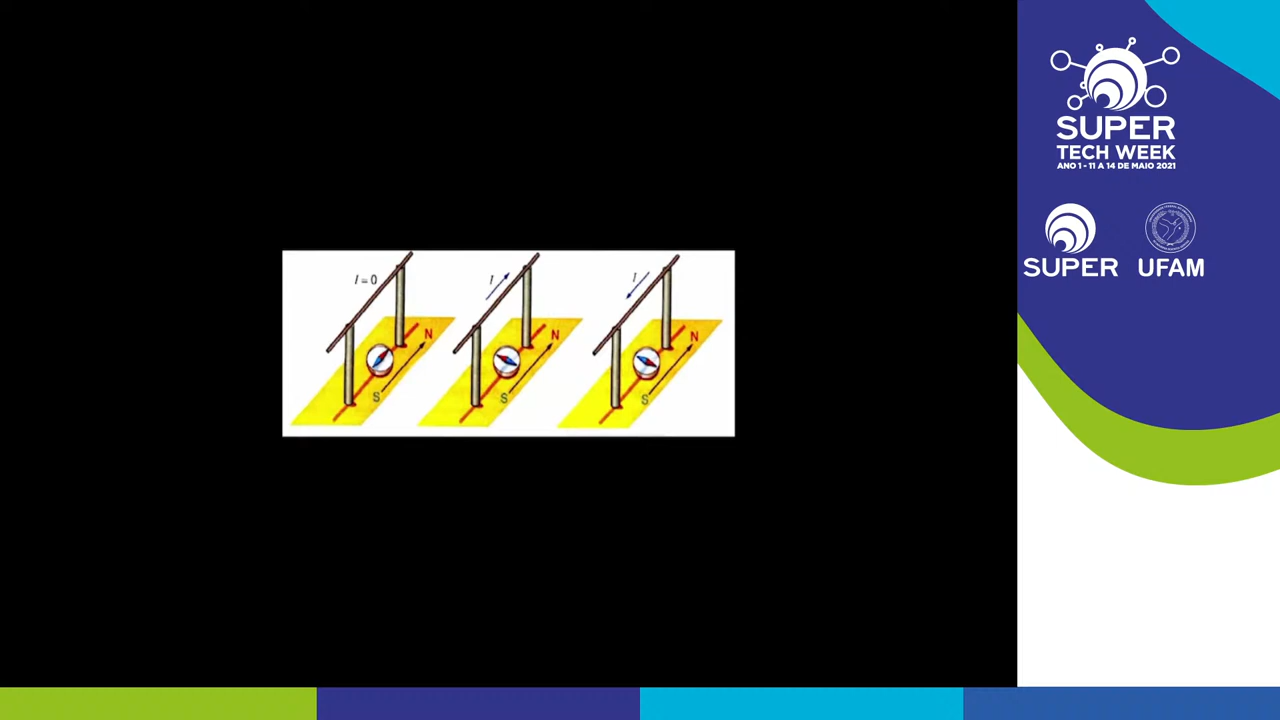 I = 0
N
S
I
N
S
I
N
S
SUPER
TECH WEEK
ANO 1 - 11 A 14 DE MAIO 2021
SUPER
UFAM